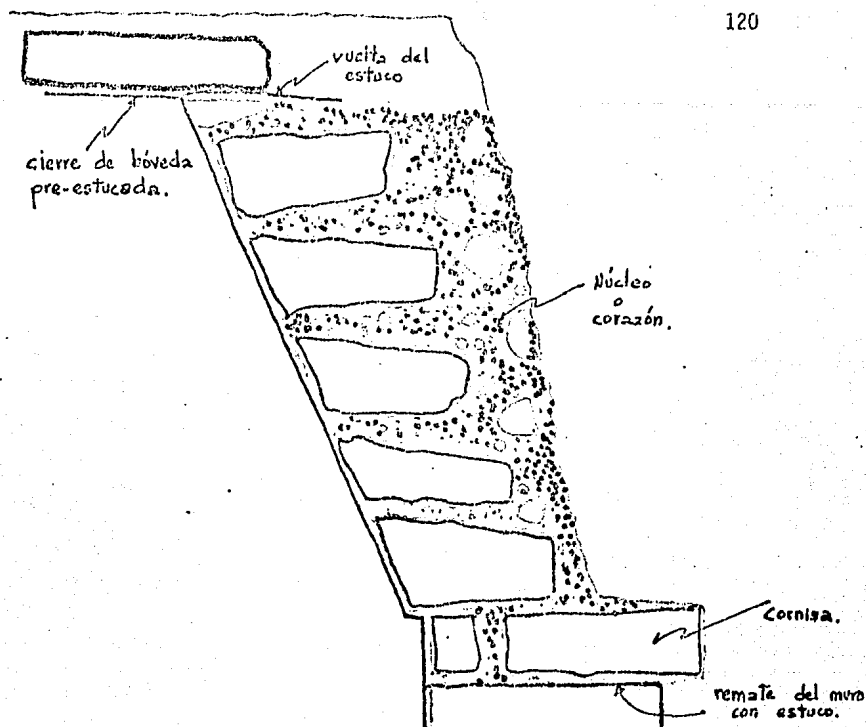 120
vuelta del
estuco
cierre de bóveda
pre-estucada.
Núcleo
o
corazón.
Cornisa.
remate del muro
con estuco.